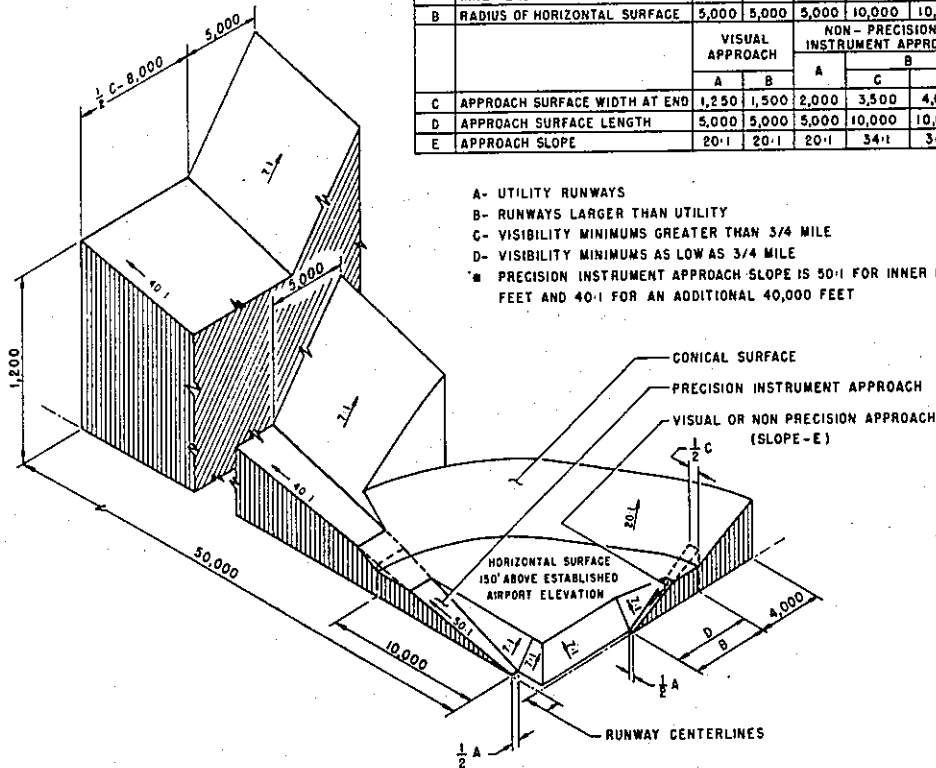 B RADIUS OF HORIZONTAL SURFACE 5,000 5,000 5,000 10,000
VISUAL APPROACH
NON-PRECISION
INSTRUMENT
A B A B
C
C APPROACH SURFACE WIDTH AT END 1,250 1,500 2,000 3,500
D APPROACH SURFACE LENGTH 5,000 5,000 5,000 10,000
E APPROACH SLOPE 20:1 20:1 20:1 34:1
A- UTILITY RUNWAYS
B- RUNWAYS LARGER THAN UTILITY
C- VISIBILITY MINIMUMS GREATER THAN 3/4 MILE
D- VISIBILITY MINIMUMS AS LOW AS 3/4 MILE
* PRECISION INSTRUMENT APPROACH SLOPE IS 50:1 FOR INNER
FEET AND 40:1 FOR AN ADDITIONAL 40,000 FEET
5,000
1/2 C-8,000
7:1
40:1
5,000
1,200
7:1
40:1
CONICAL SURFACE
PRECISION INSTRUMENT APPROACH
VISUAL OR NON PRECISION APPROACH
(SLOPE-E)
1/2 C
20:1
HORIZONTAL SURFACE
150' ABOVE ESTABLISHED
AIRPORT ELEVATION
50,000
50:1
7:1
7:1
7:1
7:1
10,000
4,000
D
B
1/2 A
1/2 A
RUNWAY CENTERLINES